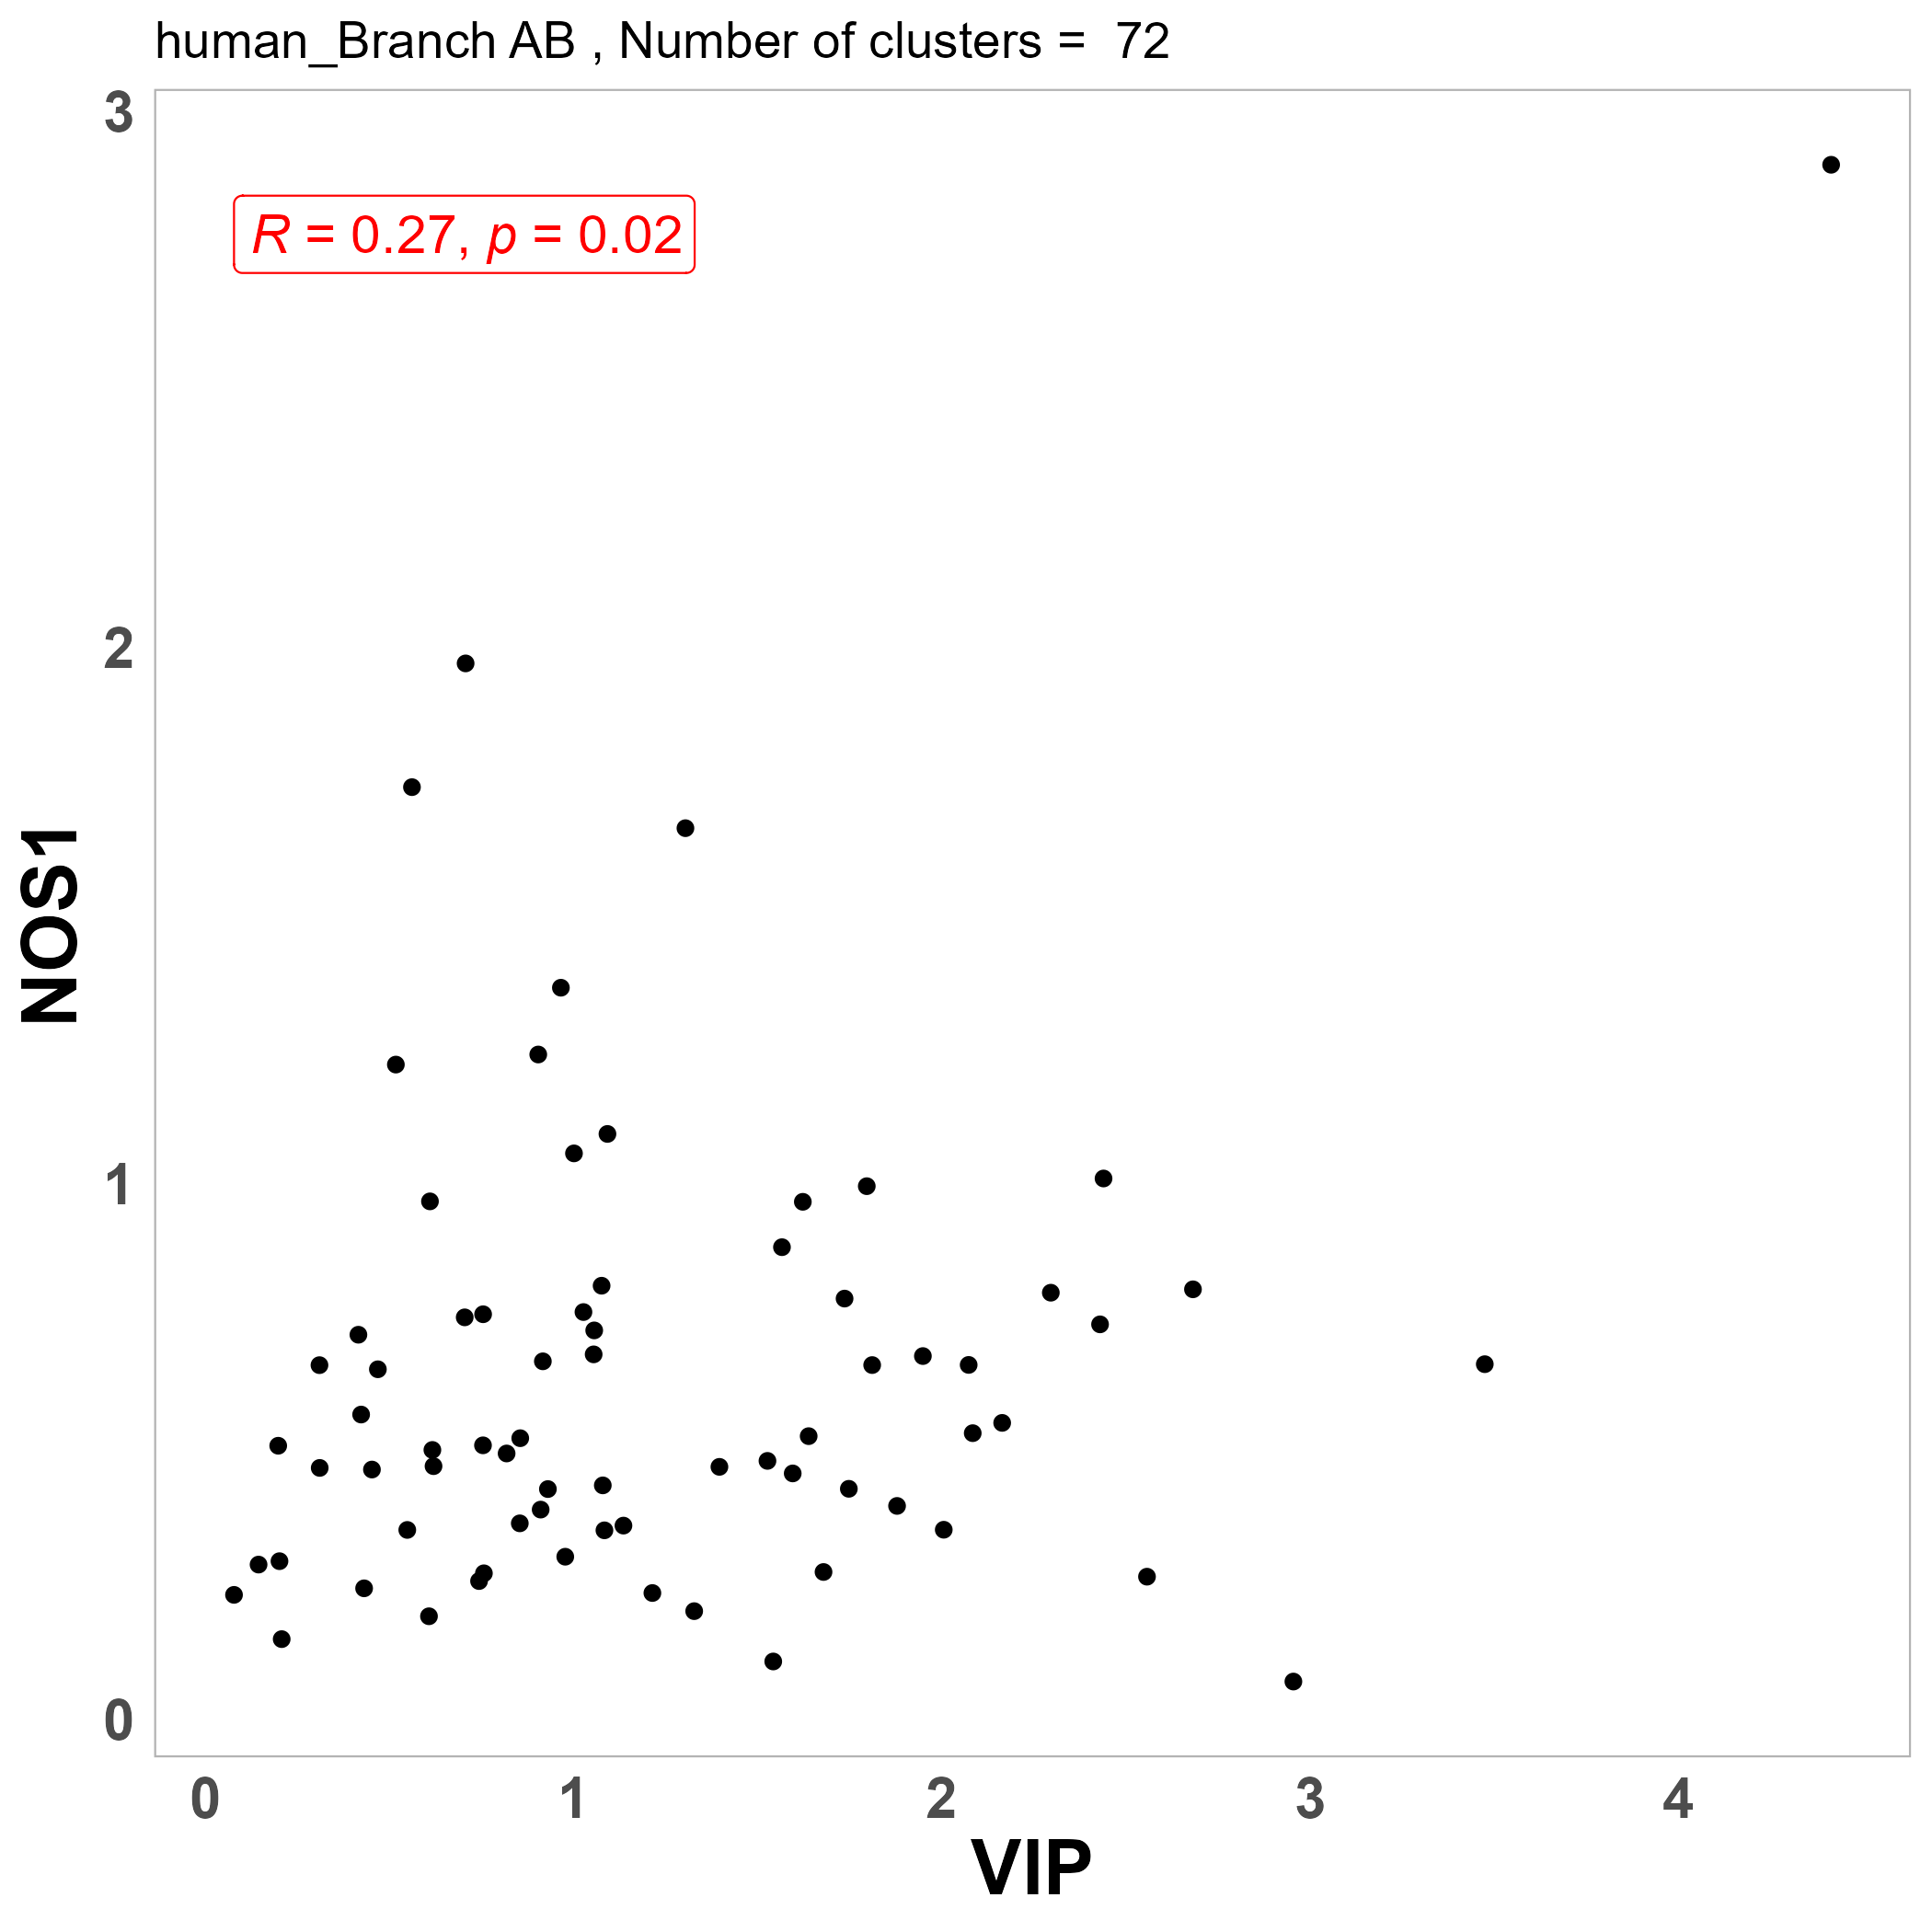 human_Branch AB , Number of clusters =  72
3
R = 0.27, p = 0.02
2
NOS1
1
0
0 1 2 3 4
VIP